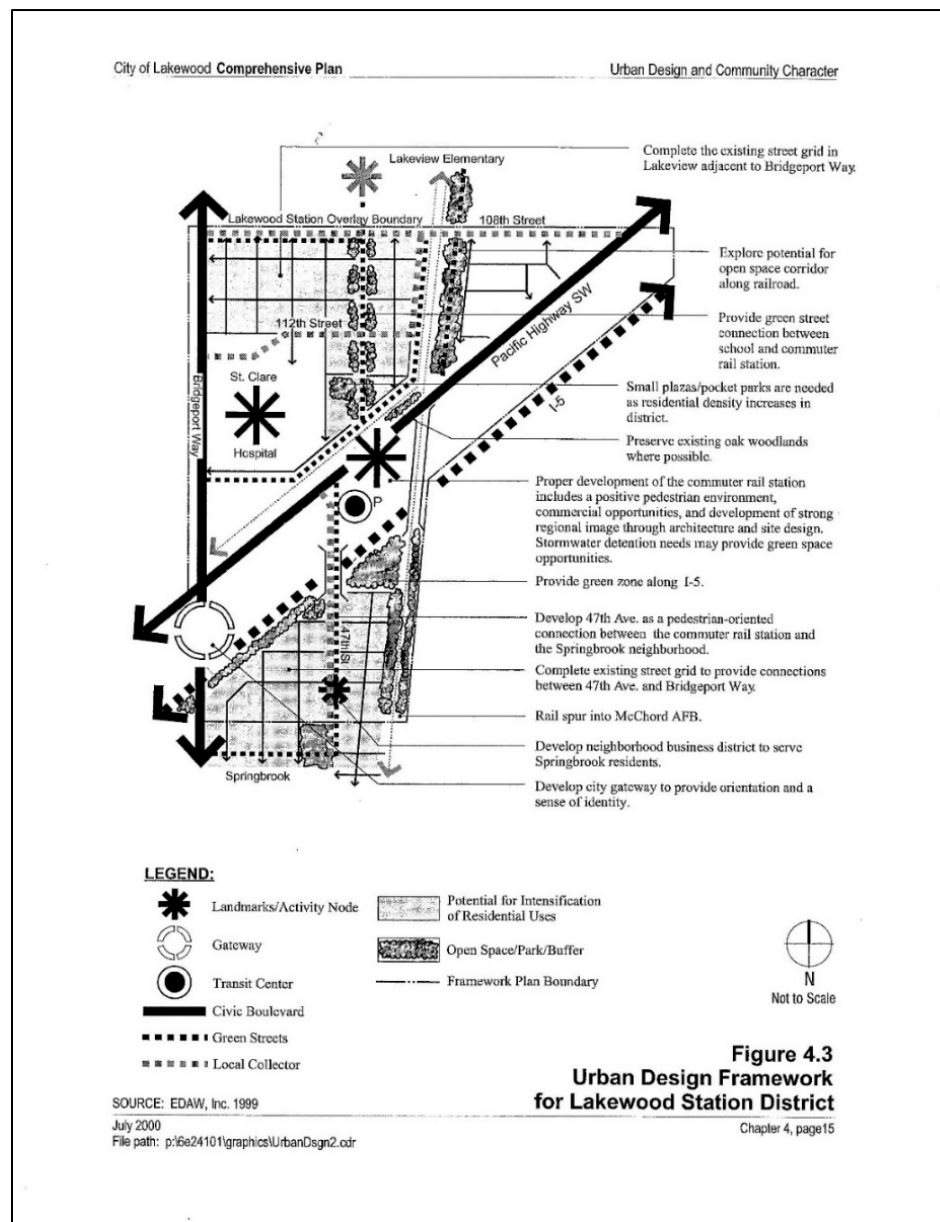 City of Lakewood Comprehensive Plan
Urban Design and Community Character
Lakeview Elementary
Complete the existing street grid in
Lakeview adjacent to Bridgeport Way.
Lakewood Station Overlay Boundary
108th Street
Explore potential for
open space corridor
along railroad.
Pacific Highway SW
112th Street
Provide green street
connection between
school and commuter
rail station.
Bridgeport Way
St. Clare
Hospital
I-5
Small plazas/pocket parks are needed
as residential density increases in
district.
Preserve existing oak woodlands
where possible.
P
Proper development of the commuter rail station
includes a positive pedestrian environment,
commercial opportunities, and development of strong
regional image through architecture and site design.
Stormwater detention needs may provide green space
opportunities.
Provide green zone along I-5.
47th St
Develop 47th Ave. as a pedestrian-oriented
connection between the commuter rail station and
the Springbrook neighborhood.
Complete existing street grid to provide connections
between 47th Ave. and Bridgeport Way.
Rail spur into McChord AFB.
Develop neighborhood business district to serve
Springbrook residents.
Springbrook
Develop city gateway to provide orientation and a
sense of identity.
LEGEND:
Landmarks/Activity Node
Gateway
Transit Center
Civic Boulevard
Green Streets
Local Collector
Potential for Intensification
of Residential Uses
Open Space/Park/Buffer
Framework Plan Boundary
N
Not to Scale
Figure 4.3
Urban Design Framework
for Lakewood Station District
SOURCE: EDAW, Inc. 1999
July 2000
Chapter 4, page15
File path: p:\6e24101\graphics\UrbanDsgn2.cdr